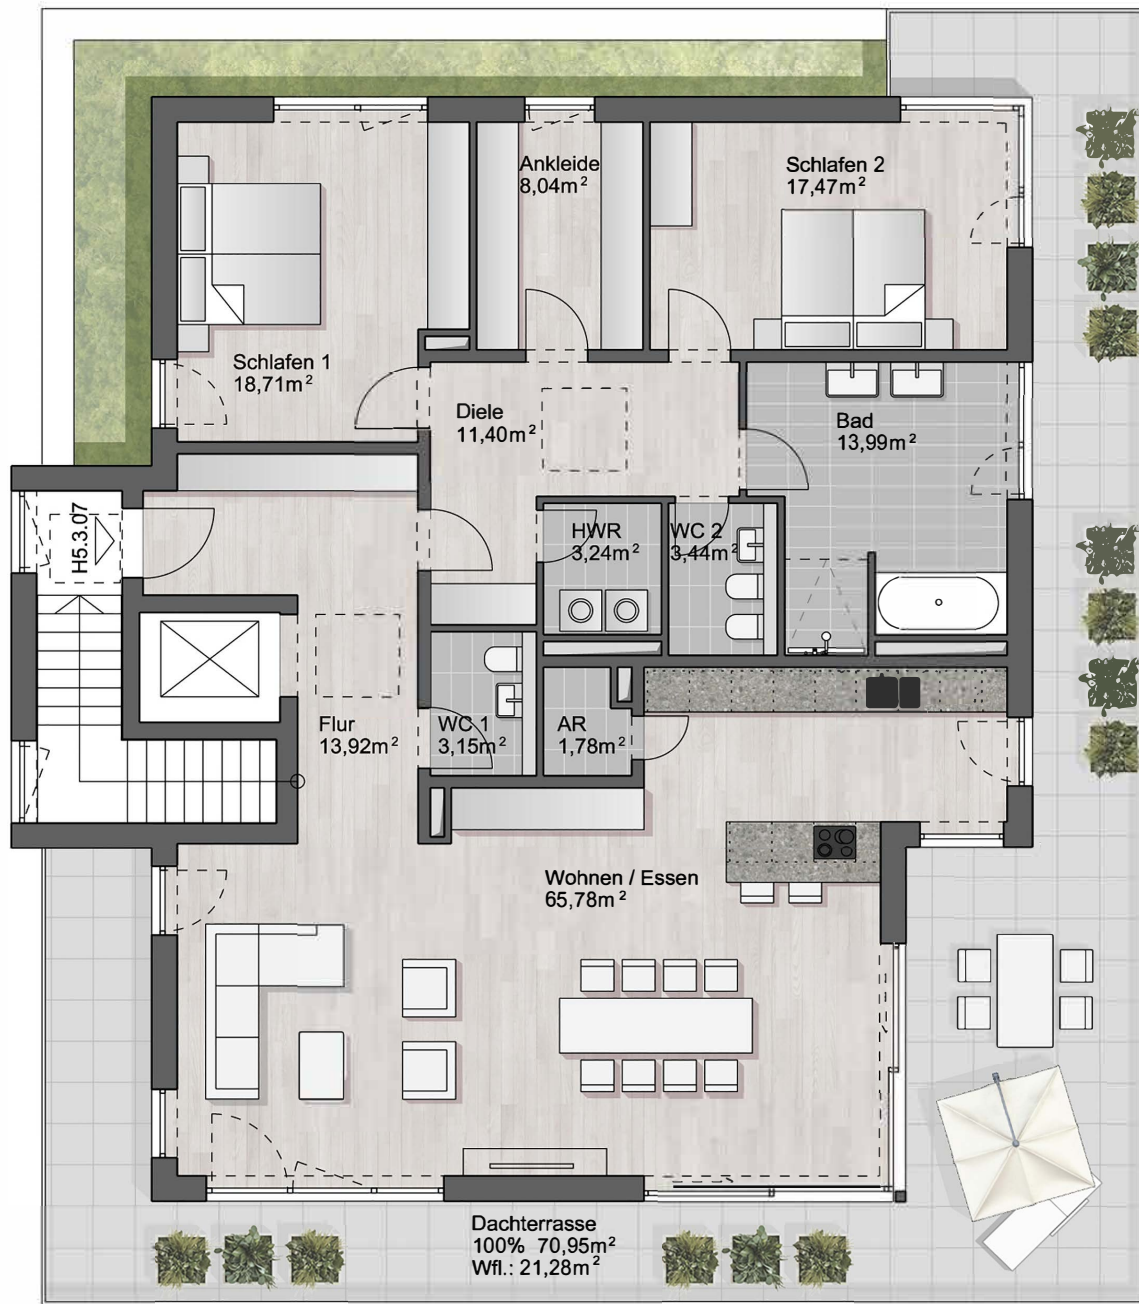 Ankleide
8,04m²
Schlafen 2
17,47m²
Schlafen 1
18,71m²
Diele
11,40m²
Bad
13,99m²
H5.3.07
HWR
3,24m²
WC 2
3,44m²
Flur
13,92m²
WC 1
3,15m²
AR
1,78m²
Wohnen / Essen
65,78m²
Dachterrasse
100% 70,95m²
Wfl.: 21,28m²